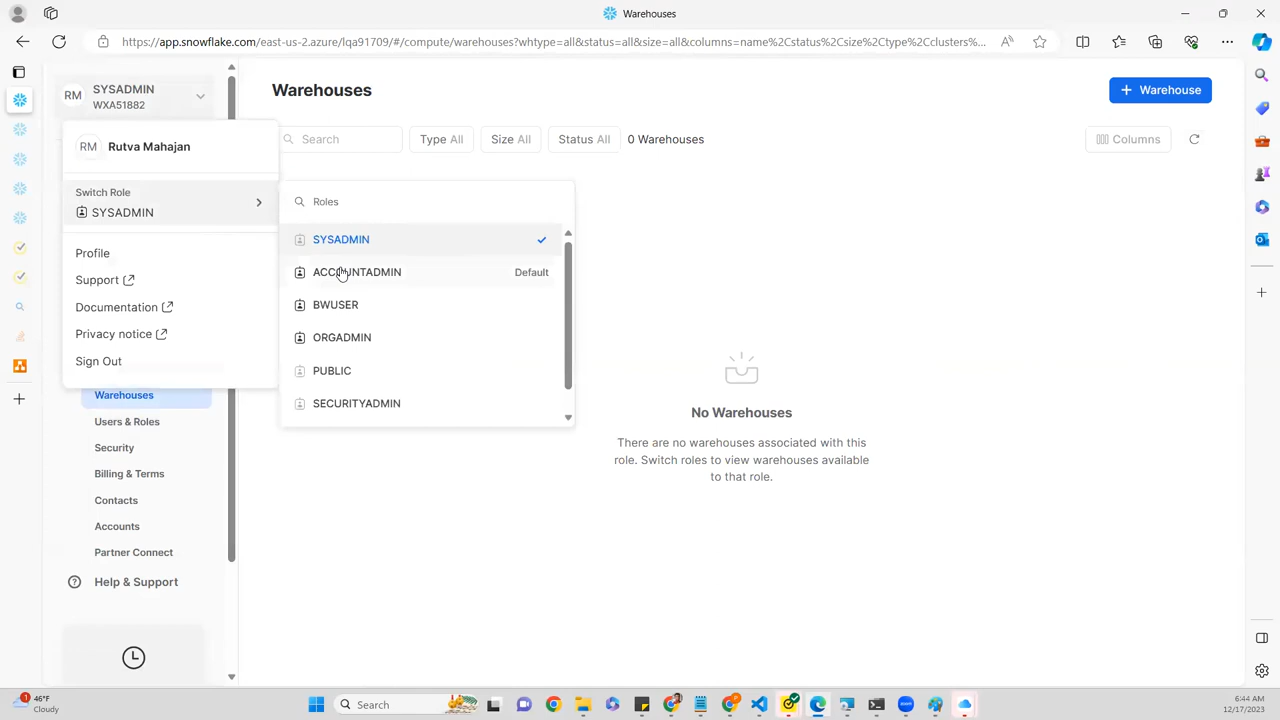 Warehouses
https://app.snowflake.com/east-us-2.azure/lqa91709/#/compute/warehouses?whtype=all&status=all&size=all&columns=name%2Cstatus%2Csize%2Ctype%2Cclusters%...
RM
SYSADMIN
WXA51882
Warehouses
+ Warehouse
Search
Type All
Size All
Status All
0 Warehouses
Columns
RM
Rutva Mahajan
Switch Role
SYSADMIN
Profile
Support
Documentation
Privacy notice
Sign Out
Roles
SYSADMIN
ACCOUNTADMIN
Default
BWUSER
ORGADMIN
PUBLIC
SECURITYADMIN
Warehouses
Users & Roles
Security
Billing & Terms
Contacts
Accounts
Partner Connect
Help & Support
No Warehouses
There are no warehouses associated with this
role. Switch roles to view warehouses available
to that role.
1
46°F
Cloudy
Search
6:44 AM
12/17/2023